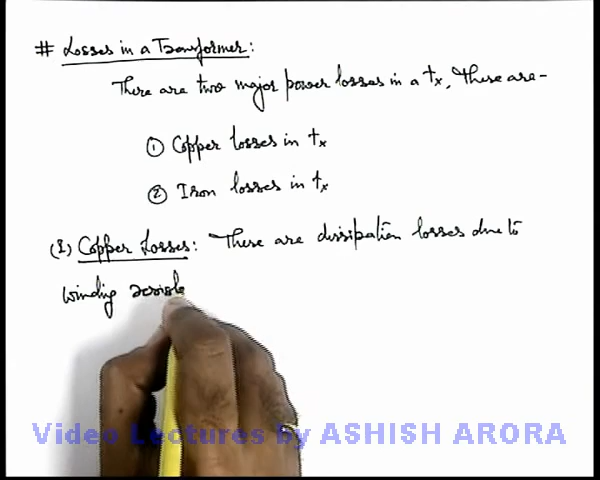 # Losses in a Transformer:
There are two major power losses in a tx, these are-
① Copper losses in tx
② Iron losses in tx
(I) Copper Losses: These are dissipation losses due to
winding
Video Lectures by ASHISH ARORA